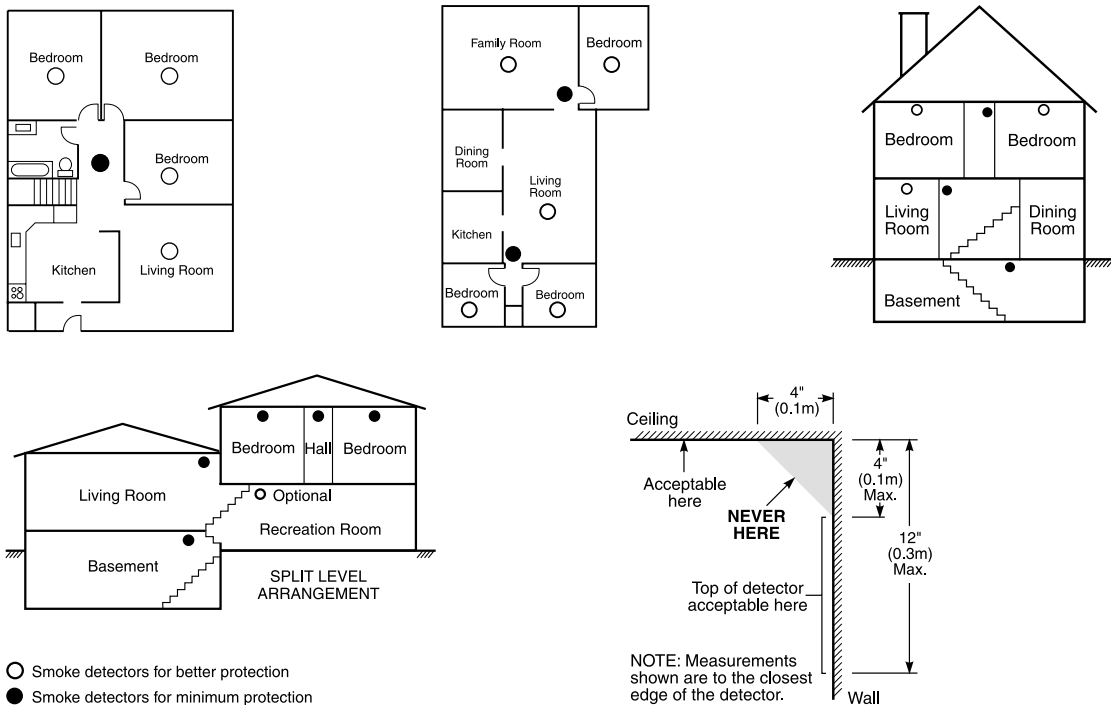 Bedroom
Bedroom
Bedroom
Kitchen
Living Room
Family Room
Bedroom
Dining
Room
Living
Room
Kitchen
Bedroom
Bedroom
Bedroom
Bedroom
Living
Room
Dining
Room
Basement
Bedroom
Hall
Bedroom
Living Room
Optional
Recreation Room
Basement
SPLIT LEVEL
ARRANGEMENT
4"
(0.1m)
Ceiling
Acceptable
here
NEVER
HERE
4"
(0.1m)
Max.
12"
(0.3m)
Max.
Top of detector
acceptable here
NOTE: Measurements
shown are to the closest
edge of the detector.
Wall
Smoke detectors for better protection
Smoke detectors for minimum protection